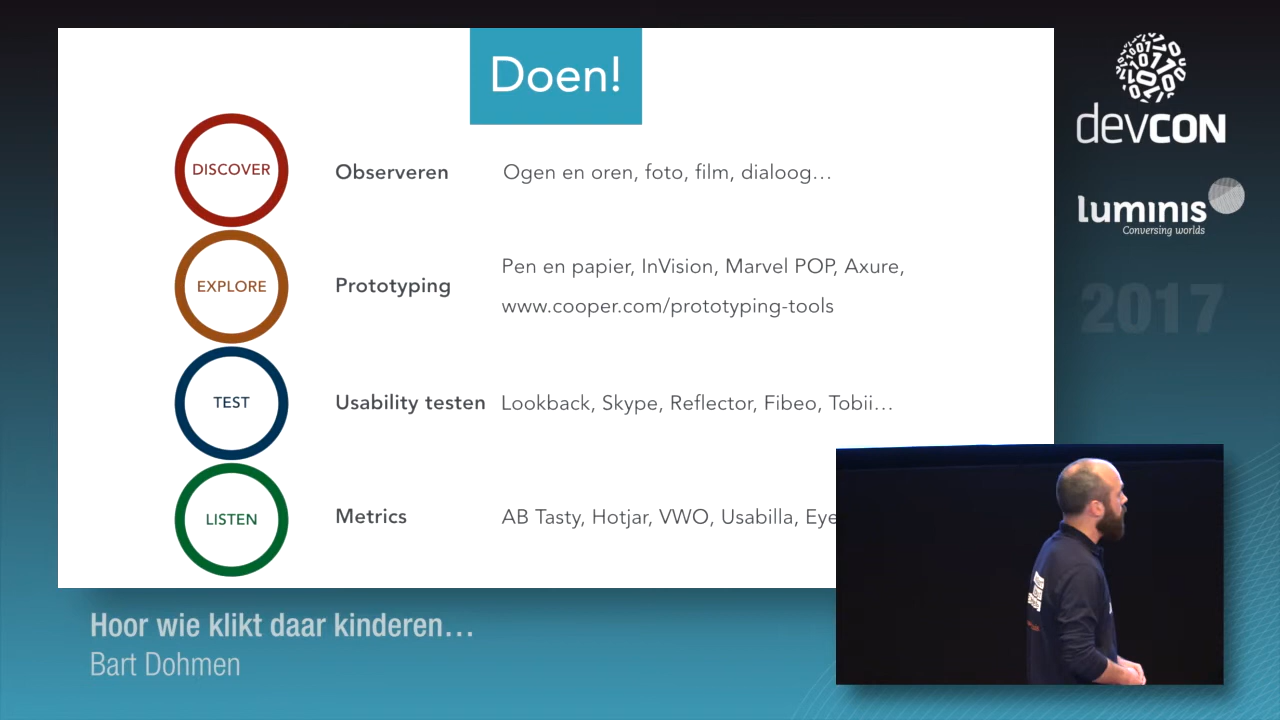 Doen!
DISCOVER
Observeren
Ogen en oren, foto, film, dialoog…
EXPLORE
Prototyping
Pen en papier, InVision, Marvel POP, Axure,
www.cooper.com/prototyping-tools
TEST
Usability testen
Lookback, Skype, Reflector, Fibeo, Tobii…
LISTEN
Metrics
AB Tasty, Hotjar, VWO, Usabilla, Eye
devCON
luminis
Conversing worlds
2017
Hoor wie klikt daar kinderen…
Bart Dohmen